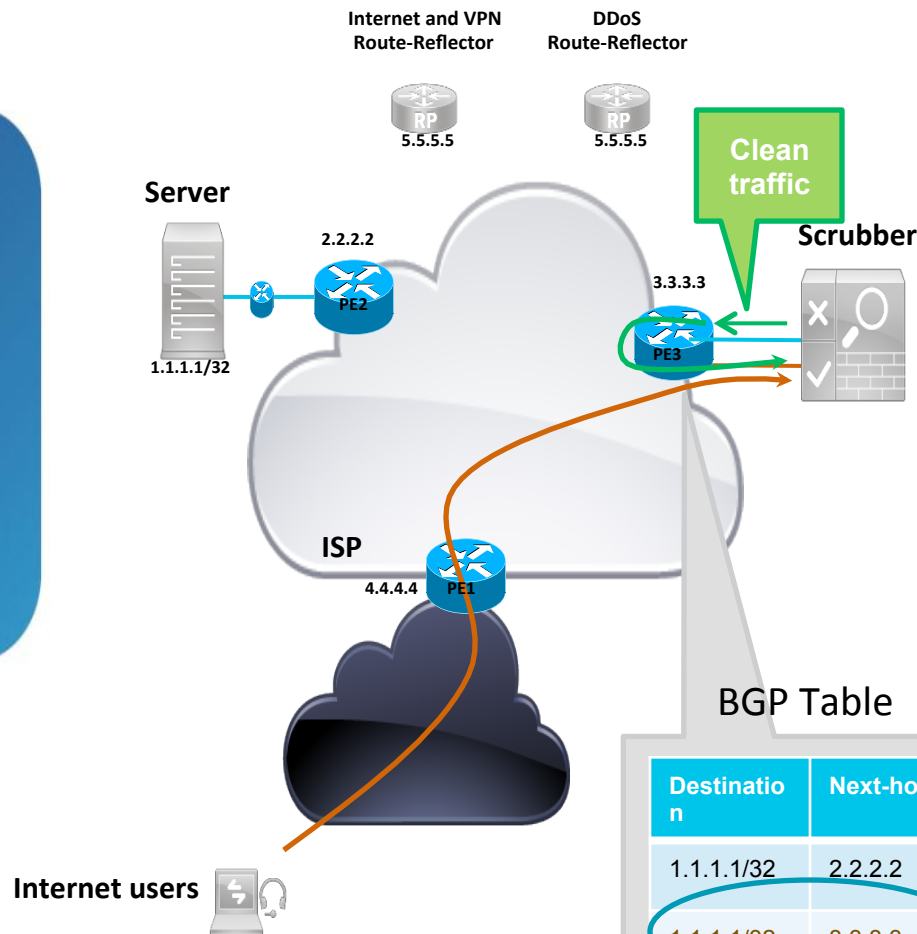 Internet and VPN
Route-Reflector
DDoS
Route-Reflector
RP
5.5.5.5
RP
5.5.5.5
Clean
traffic
Server
Scrubber
2.2.2.2
3.3.3.3
PE2
PE3
1.1.1.1/32
ISP
4.4.4.4
PE1
BGP Table
Destinatio
n
Next-ho
1.1.1.1/32
2.2.2.2
Internet users